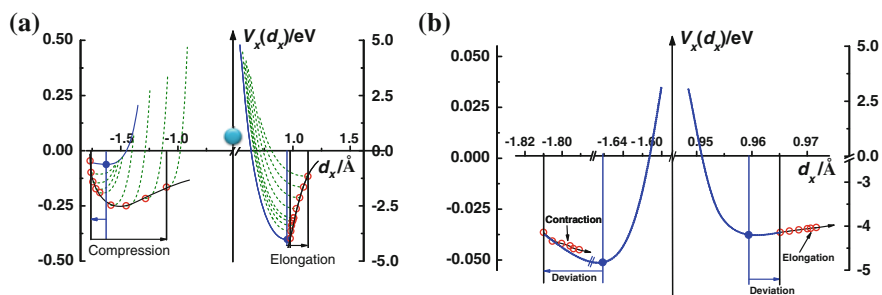 (a)
V_x(d_x)/eV
0.50
0.25
0.00
-0.25
-0.50
-1.5
-1.0
1.0
1.5
d_x/Å
5.0
2.5
-0.0
-2.5
-5.0
Compression
Elongation
(b)
V_x(d_x)/eV
0.050
0.025
0.000
-0.025
-0.050
-1.82
-1.80
-1.64
-1.60
0.95
0.96
0.97
d_x/Å
5.0
2.5
0.0
-4
-5
Contraction
Deviation
Elongation
Deviation